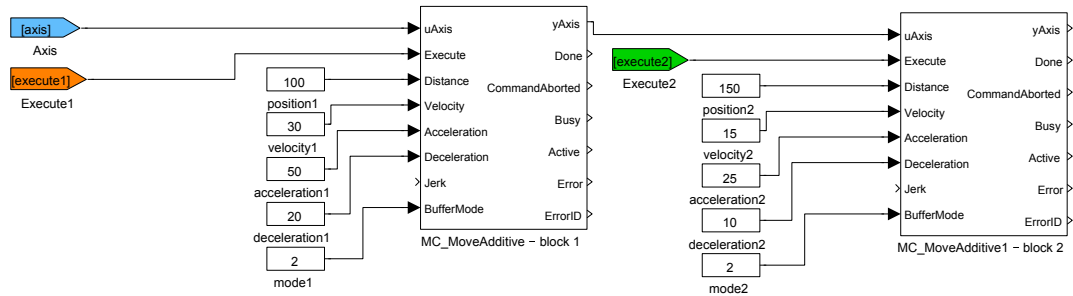 [axis]
Axis
[execute1]
Execute1
100
position1
30
velocity1
50
acceleration1
20
deceleration1
2
mode1
uAxis
Execute
Distance
Velocity
Acceleration
Deceleration
Jerk
BufferMode
yAxis
Done
CommandAborted
Busy
Active
Error
ErrorID
MC_MoveAdditive − block 1
[execute2]
Execute2
150
position2
15
velocity2
25
acceleration2
10
deceleration2
2
mode2
uAxis
Execute
Distance
Velocity
Acceleration
Deceleration
Jerk
BufferMode
yAxis
Done
CommandAborted
Busy
Active
Error
ErrorID
MC_MoveAdditive1 − block 2